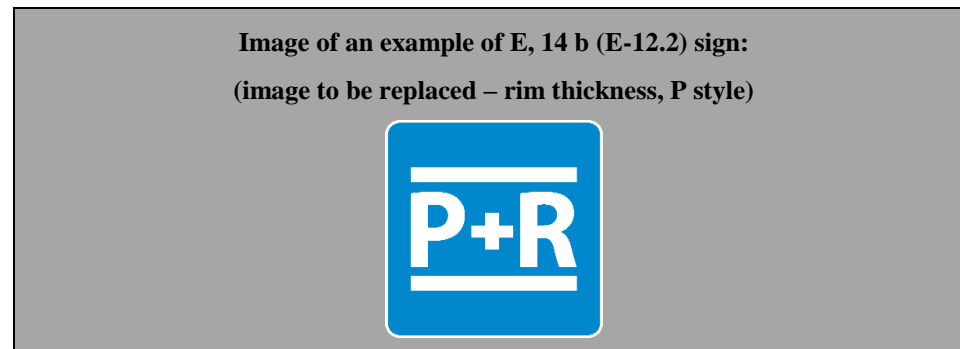 Image of an example of E, 14 b (E-12.2) sign:
(image to be replaced – rim thickness, P style)
P+R